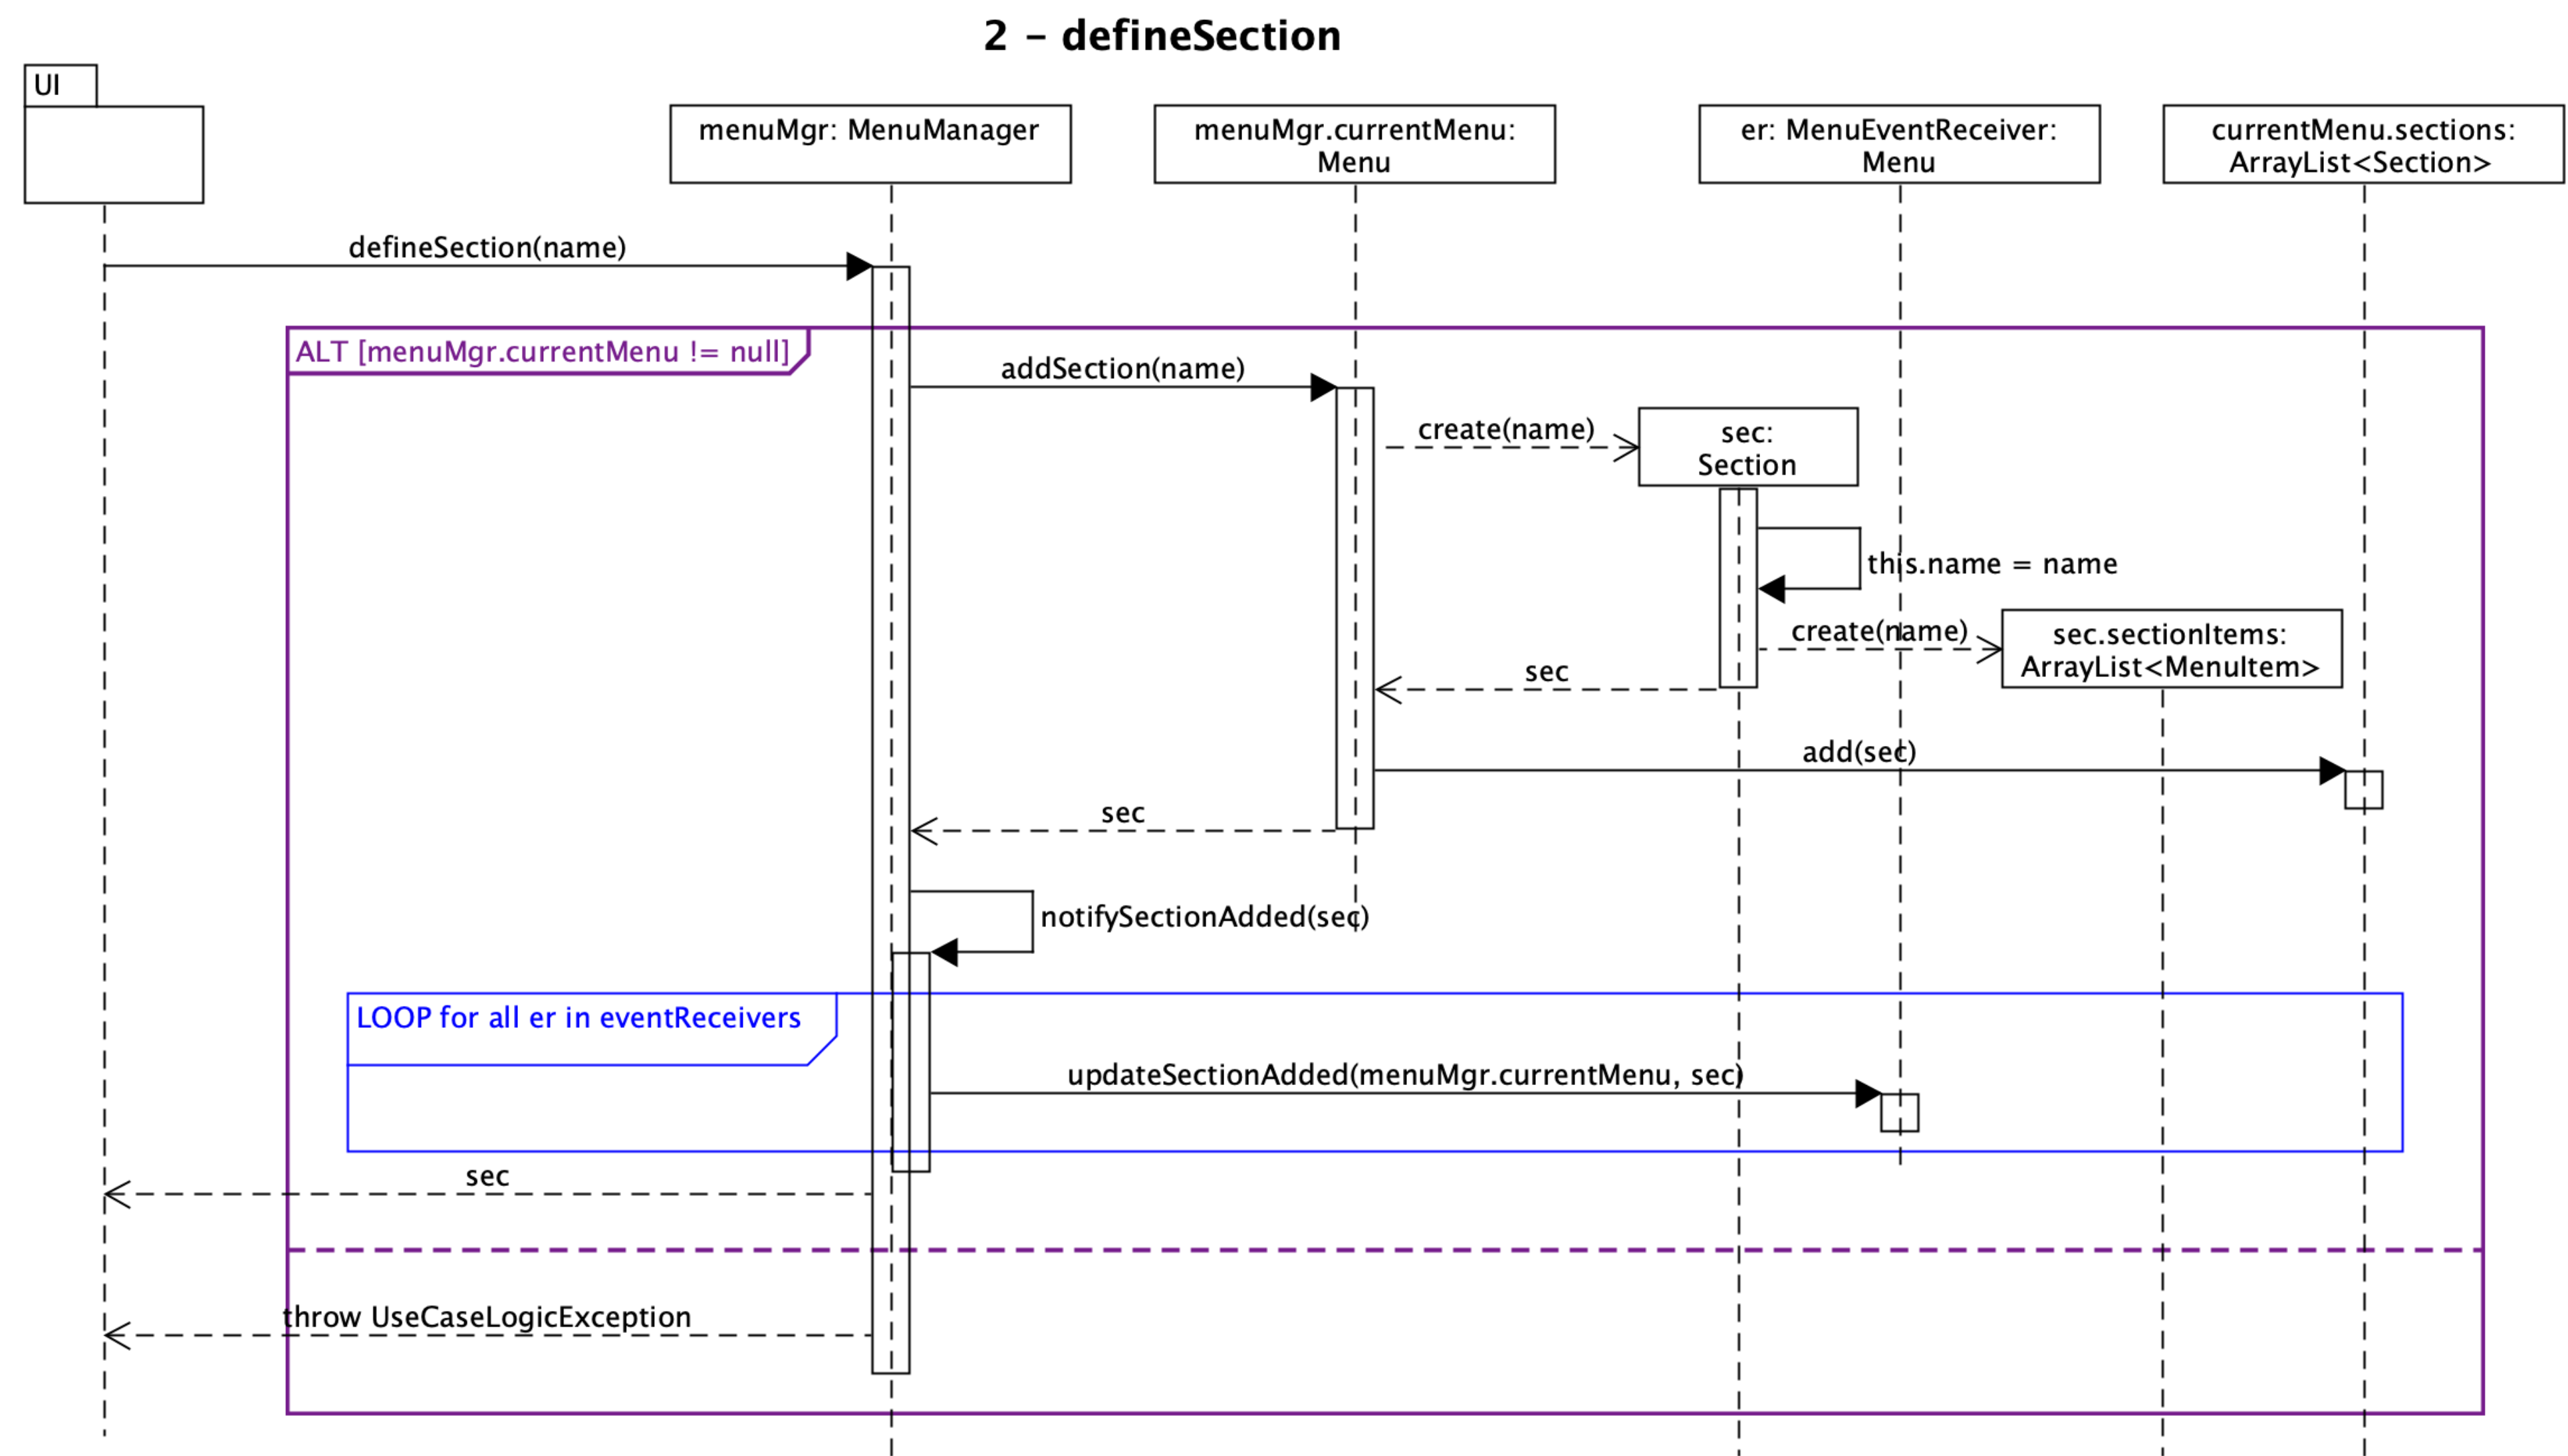 2 - defineSection
UI
menuMgr: MenuManager
menuMgr.currentMenu:
Menu
er: MenuEventReceiver:
Menu
currentMenu.sections:
ArrayList<Section>
defineSection(name)
ALT [menuMgr.currentMenu != null]
addSection(name)
create(name)
sec:
Section
this.name = name
create(name)
sec.sectionItems:
ArrayList<MenuItem>
sec
add(sec)
sec
notifySectionAdded(sec)
LOOP for all er in eventReceivers
updateSectionAdded(menuMgr.currentMenu, sec)
sec
throw UseCaseLogicException